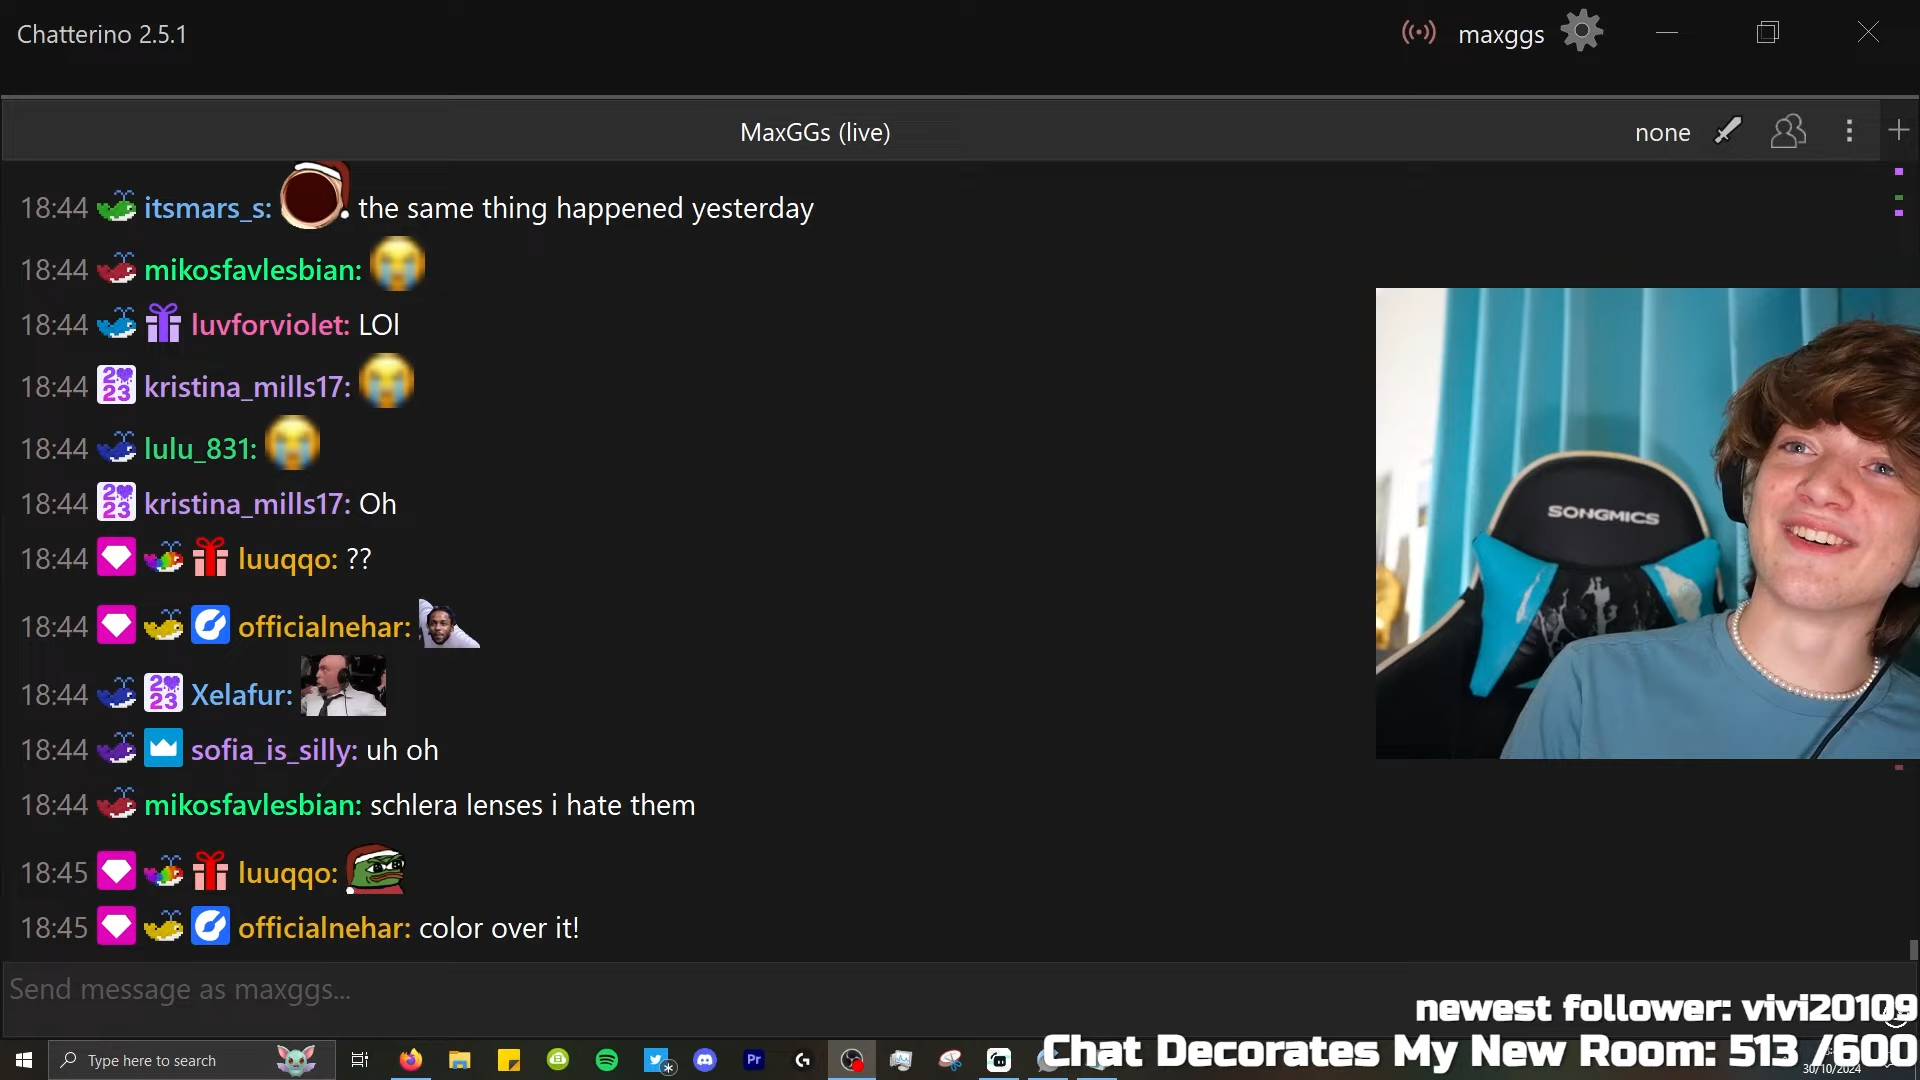 Chatterino 2.5.1
maxggs
MaxGGs (live)
none
18:44 itsmars_s: the same thing happened yesterday
18:44 mikosfavlesbian:
18:44 luvforviolet: LOl
18:44 2023 kristina_mills17:
18:44 lulu_831:
18:44 2023 kristina_mills17: Oh
18:44 luuqqo: ??
18:44 officialnehar:
18:44 2023 Xelafur:
18:44 sofia_is_silly: uh oh
18:44 mikosfavlesbian: schlera lenses i hate them
18:45 luuqqo:
18:45 officialnehar: color over it!
SONGMICS
Send message as maxggs...
newest follower: vivi20109
Chat Decorates My New Room: 513 /600
Type here to search
Pr
30/10/2024